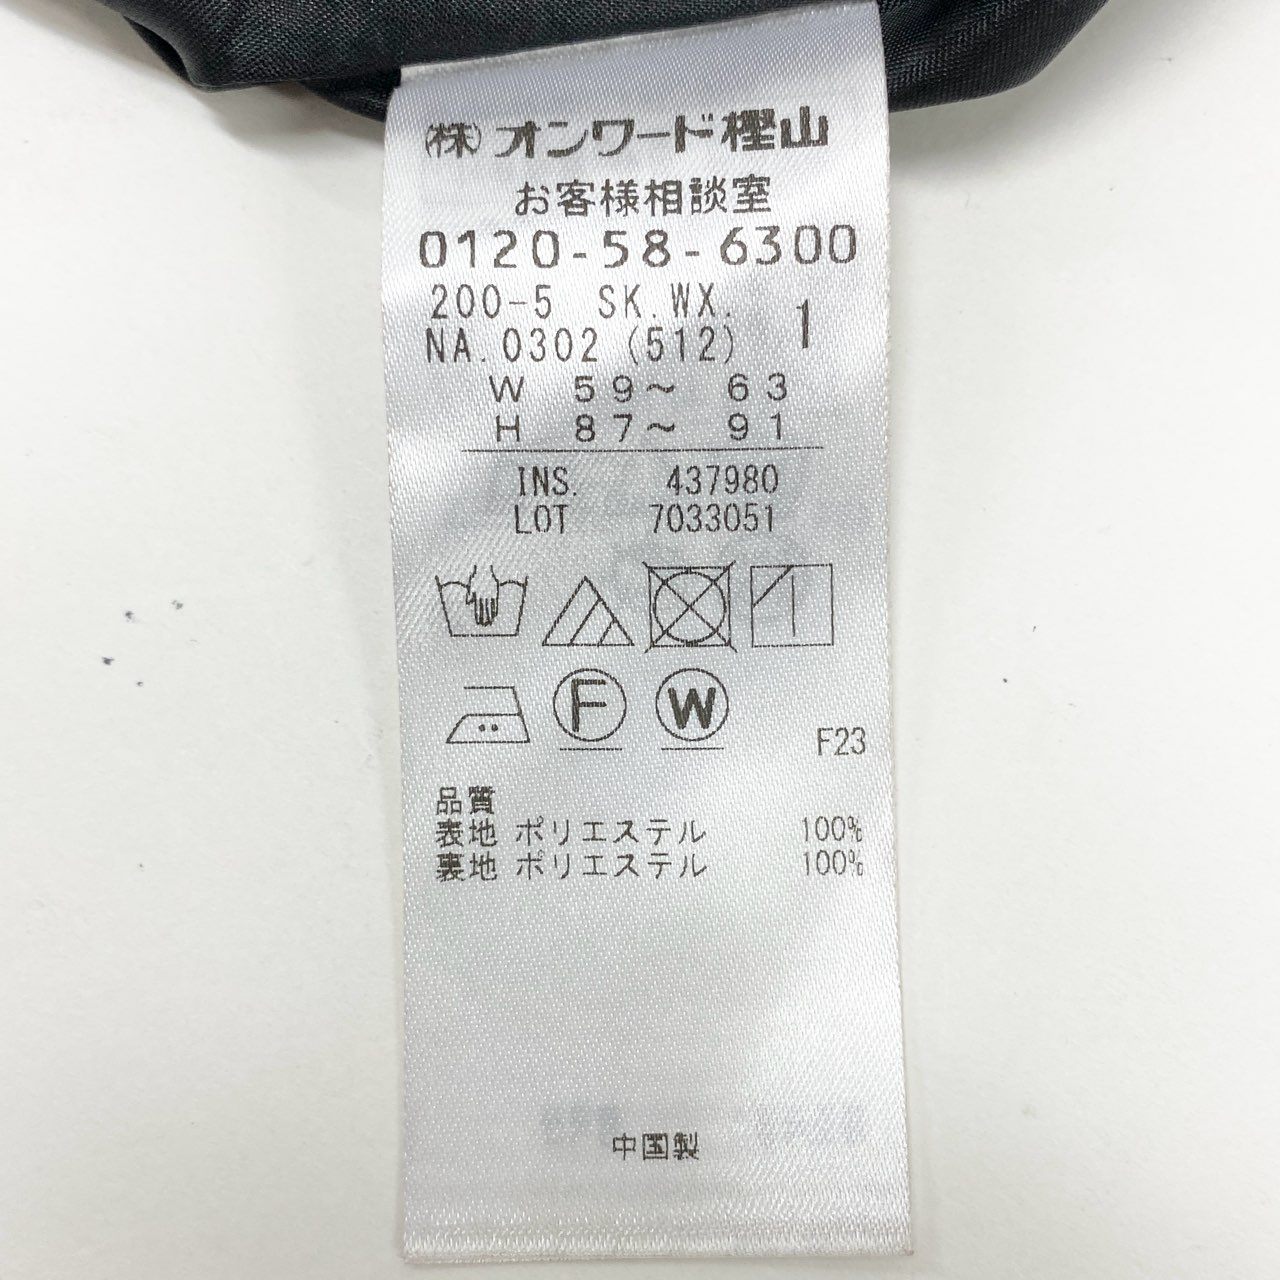 (株)オンワード樫山
お客様相談室
0120-58-6300
200-5 SK.WX. 1
NA.0302(512)
W 59~ 63
H 87~ 91
INS. 437980
LOT 7033051
F W
F23
品質
表地 ポリエステル 100%
裏地 ポリエステル 100%
中国製